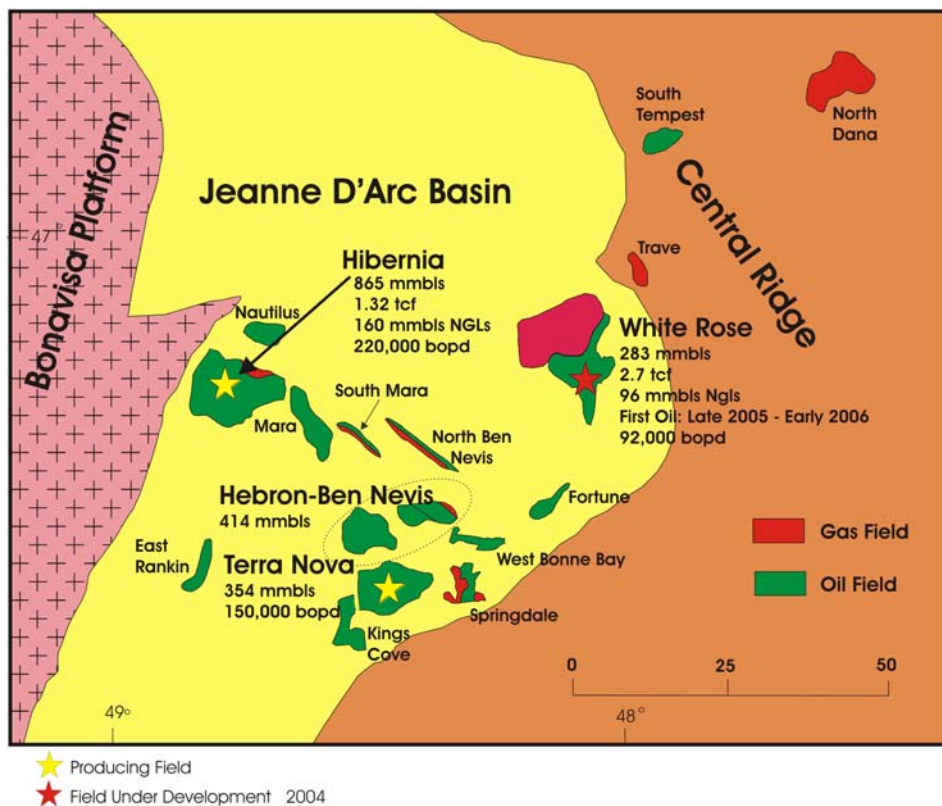 Bonavisa Platform
Jeanne D'Arc Basin
Central Ridge
South
Tempest
North
Dana
47°
Trave
Hibernia
865 mmbls
1.32 tcf
160 mmbls NGLs
220,000 bopd
Nautilus
White Rose
283 mmbls
2.7 tcf
96 mmbls Ngls
First Oil: Late 2005 - Early 2006
92,000 bopd
South Mara
Mara
North Ben
Nevis
Hebron-Ben Nevis
414 mmbls
Fortune
East
Rankin
Terra Nova
354 mmbls
150,000 bopd
West Bonne Bay
Springdale
Kings
Cove
Gas Field
Oil Field
0 25 50
49°
48°
Producing Field
Field Under Development 2004